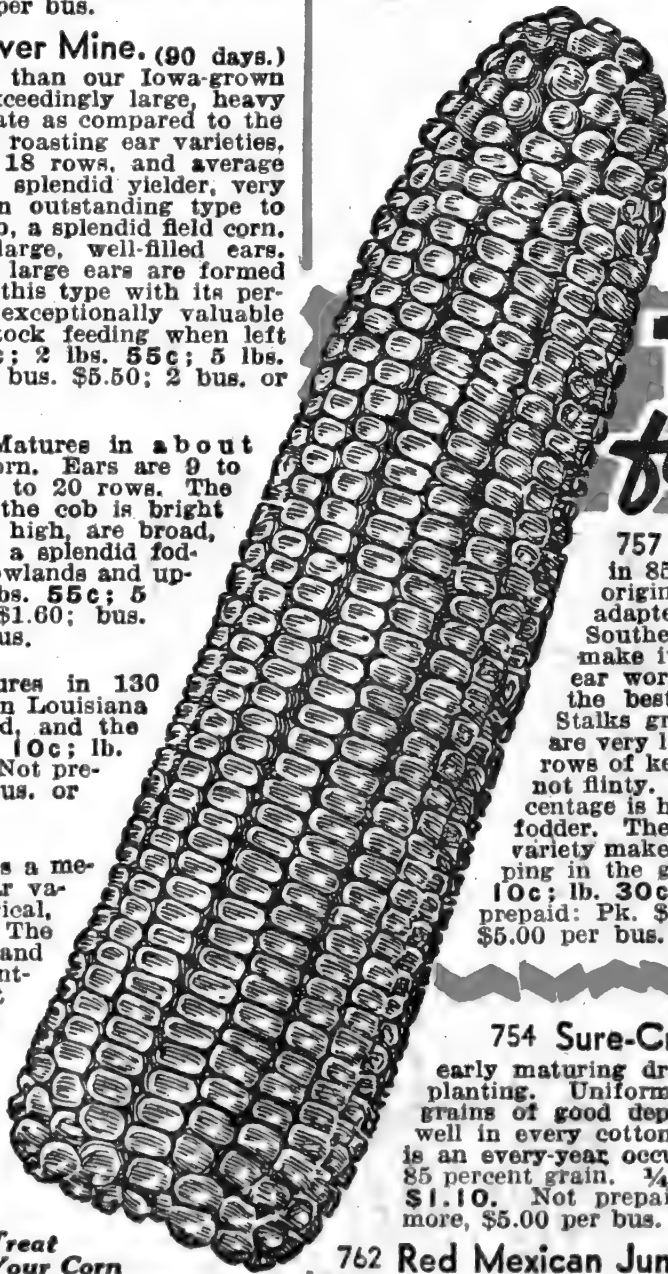 per bus.
ver Mine. (90 days.)
than our Iowa-grown
xceedingly large, heavy
ate as compared to the
roasting ear varieties,
18 rows, and average
splendid yielder, very
n outstanding type to
p, a splendid field corn.
large, well-filled ears.
large ears are formed
this type with its per-
exceptionally valuable
tock feeding when left
c; 2 lbs. 55c; 5 lbs.
bus. $5.50; 2 bus. or
Matures in about
orn. Ears are 9 to
to 20 rows. The
the cob is bright
high, are broad,
a splendid fod-
owlands and up-
bs. 55c; 5
$1.60; bus.
us.
ures in 130
n Louisiana
d, and the
10c; lb.
Not pre-
us. or
s a me-
r va-
rical,
The
and
nt-
Treat
Your Corn
757
in 85
origin
adapte
Southe
make i
ear wor
the best
Stalks gr
are very l
rows of ke
not flinty.
centage is h
fodder. The
variety make
ping in the g
10c; lb. 30c
prepaid: Pk. $
$5.00 per bus.
754 Sure-Cr
early maturing dr
planting. Uniform
grains of good dep
well in every cotton
is an every-year occu
85 percent grain. ¼
$1.10. Not prepai
more, $5.00 per bus.
762 Red Mexican Jun